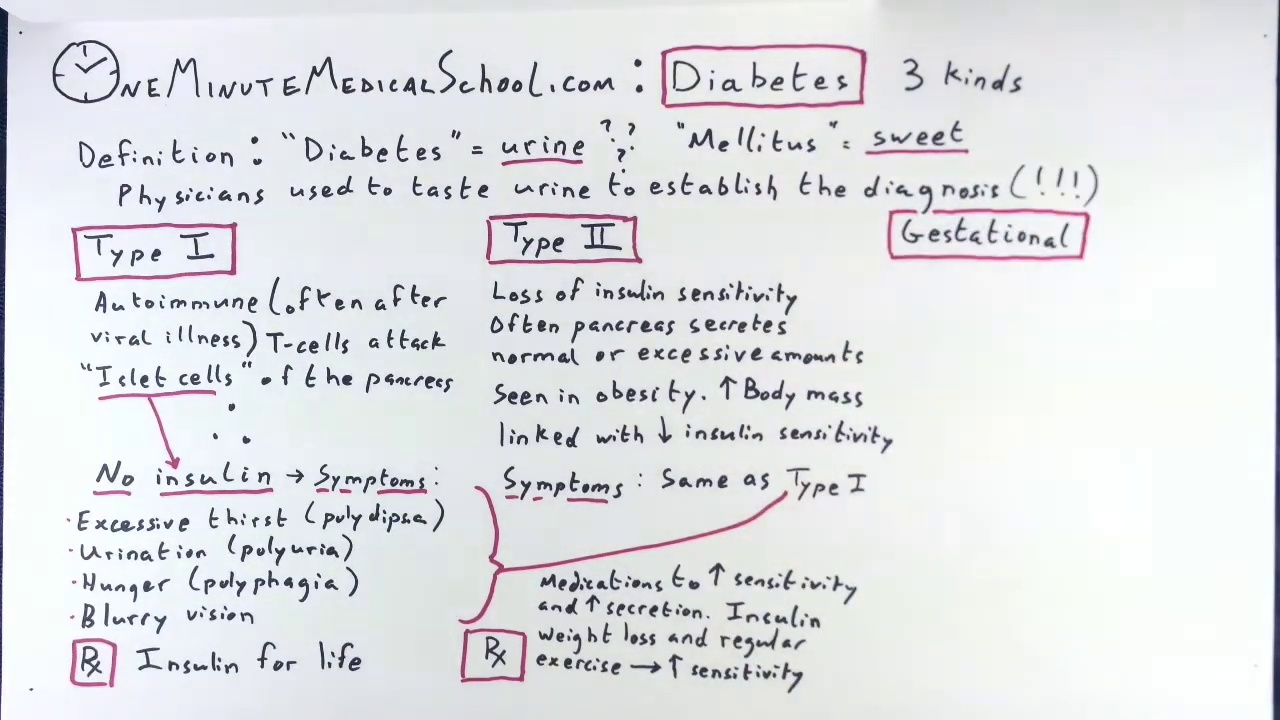 OneMinuteMedicalSchool.com : Diabetes 3 kinds
Definition : "Diabetes" = urine ??? "Mellitus" = sweet
Physicians used to taste urine to establish the diagnosis (!!!)
Type I
Autoimmune (often after
viral illness) T-cells attack
"Islet cells" of the pancreas
∴
No insulin → Symptoms :
· Excessive thirst (polydipsa)
· Urination (polyuria)
· Hunger (polyphagia)
· Blurry vision
Rx Insulin for life
Type II
Loss of insulin sensitivity
Often pancreas secretes
normal or excessive amounts
Seen in obesity. ↑ Body mass
linked with ↓ insulin sensitivity
Symptoms : Same as Type I
Rx
Medications to ↑ sensitivity
and ↑ secretion. Insulin
weight loss and regular
exercise → ↑ sensitivity
Gestational